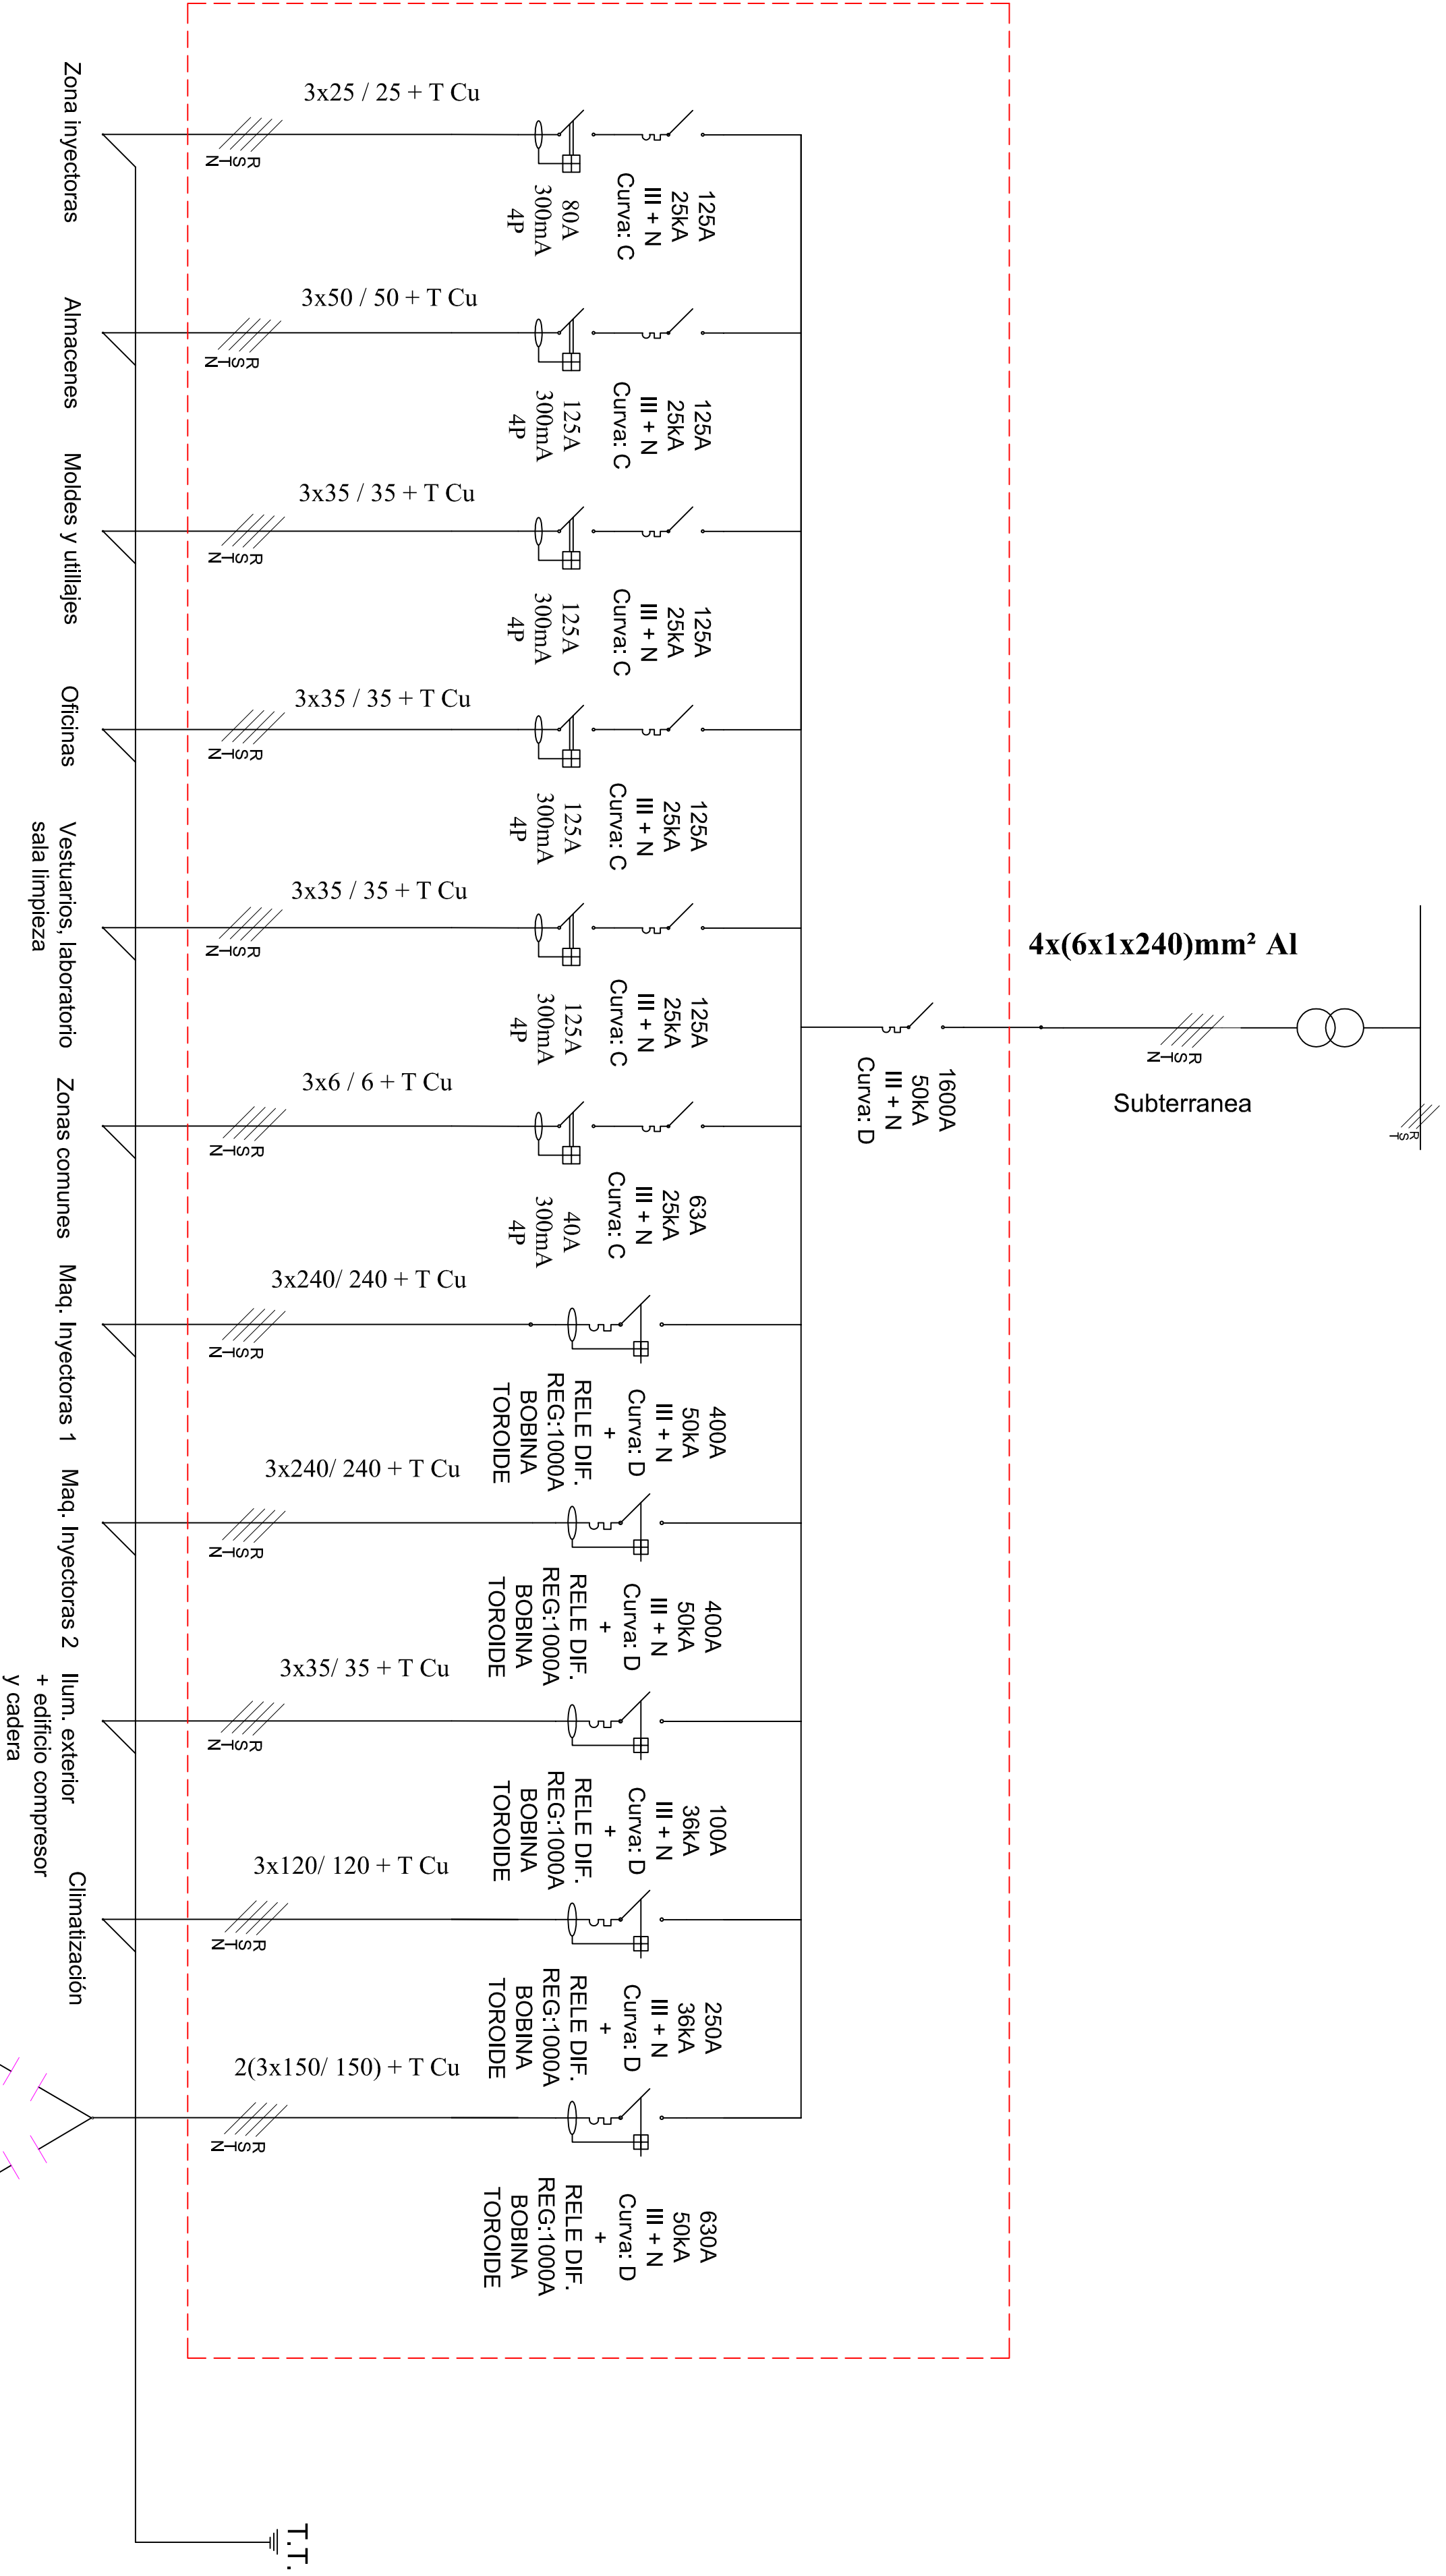 4x(6x1x240)mm² Al
R
S
T
R
S
T
N
Subterranea
1600A
50kA
III + N
Curva: D
125A
25kA
III + N
Curva: C
80A
300mA
4P
3x25 / 25 + T Cu
R
S
T
N
Zona inyectoras
125A
25kA
III + N
Curva: C
125A
300mA
4P
3x50 / 50 + T Cu
R
S
T
N
Almacenes
125A
25kA
III + N
Curva: C
125A
300mA
4P
3x35 / 35 + T Cu
R
S
T
N
Moldes y utillajes
125A
25kA
III + N
Curva: C
125A
300mA
4P
3x35 / 35 + T Cu
R
S
T
N
Oficinas
125A
25kA
III + N
Curva: C
125A
300mA
4P
3x35 / 35 + T Cu
R
S
T
N
Vestuarios, laboratorio
sala limpieza
63A
25kA
III + N
Curva: C
40A
300mA
4P
3x6 / 6 + T Cu
R
S
T
N
Zonas comunes
400A
50kA
III + N
Curva: D
+
RELE DIF.
REG:1000A
BOBINA
TOROIDE
3x240/ 240 + T Cu
R
S
T
N
Maq. Inyectoras 1
400A
50kA
III + N
Curva: D
+
RELE DIF.
REG:1000A
BOBINA
TOROIDE
3x240/ 240 + T Cu
R
S
T
N
Maq. Inyectoras 2
100A
36kA
III + N
Curva: D
+
RELE DIF.
REG:1000A
BOBINA
TOROIDE
3x35/ 35 + T Cu
R
S
T
N
Ilum. exterior
+ edificio compresor
y cadera
250A
36kA
III + N
Curva: D
+
RELE DIF.
REG:1000A
BOBINA
TOROIDE
3x120/ 120 + T Cu
R
S
T
N
Climatización
630A
50kA
III + N
Curva: D
+
RELE DIF.
REG:1000A
BOBINA
TOROIDE
2(3x150/ 150) + T Cu
R
S
T
N
T.T.